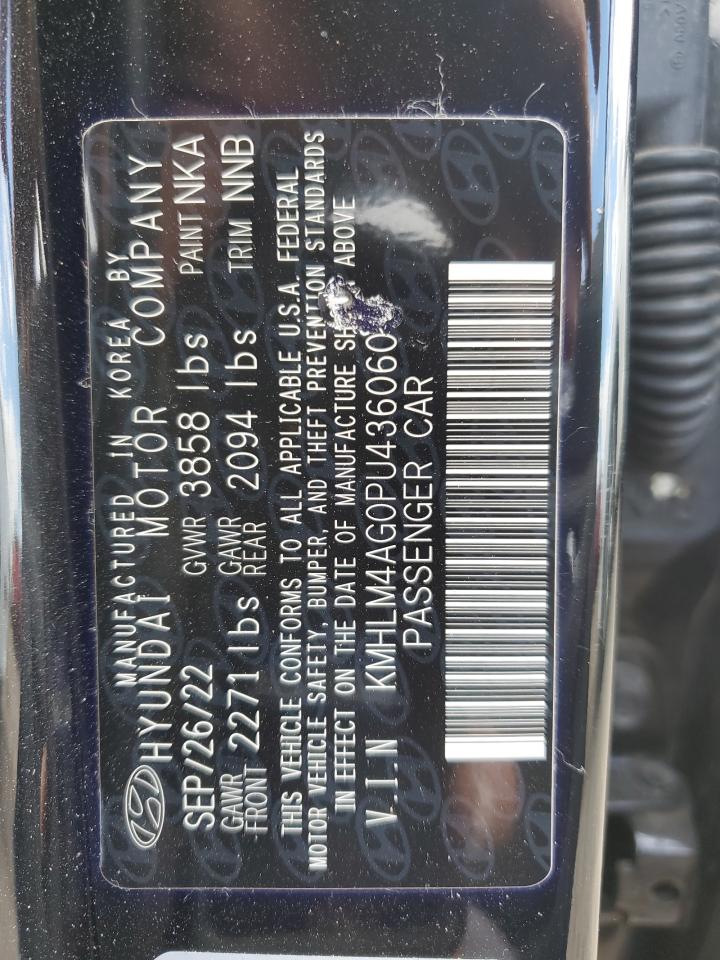 MANUFACTURED IN KOREA BY
HYUNDAI MOTOR COMPANY
SEP/26/22 GVWR 3858 lbs PAINT NKA
GAWR FRONT 2271 lbs GAWR REAR 2094 lbs TRIM NNB
THIS VEHICLE CONFORMS TO ALL APPLICABLE U.S.A. FEDERAL
MOTOR VEHICLE SAFETY, BUMPER, AND THEFT PREVENTION STANDARDS
IN EFFECT ON THE DATE OF MANUFACTURE SH ABOVE
V.I.N KMHLM4AG0PU436060
PASSENGER CAR